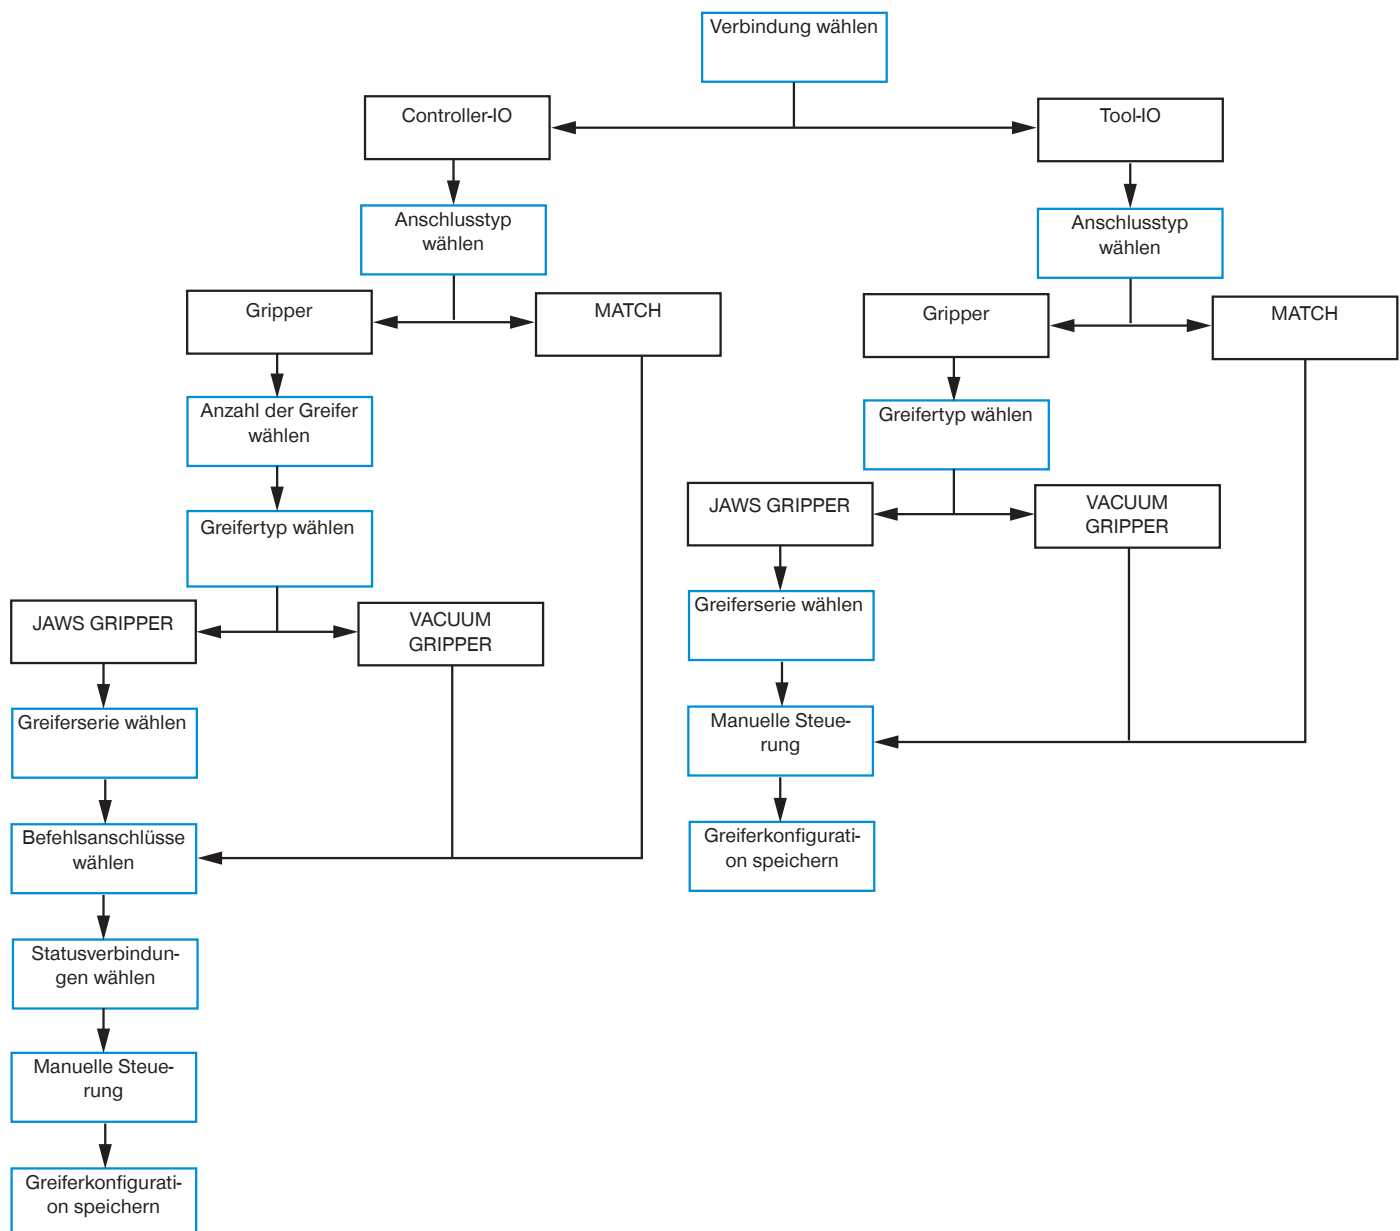 Verbindung wählen
Controller-IO
Tool-IO
Anschlusstyp
wählen
Anschlusstyp
wählen
Gripper
MATCH
Gripper
MATCH
Anzahl der Greifer
wählen
Greifertyp wählen
Greifertyp wählen
JAWS GRIPPER
VACUUM
GRIPPER
JAWS GRIPPER
VACUUM
GRIPPER
Greiferserie wählen
Greiferserie wählen
Manuelle Steue-
rung
Befehlsanschlüsse
wählen
Greiferkonfigurati-
on speichern
Statusverbindun-
gen wählen
Manuelle Steue-
rung
Greiferkonfigurati-
on speichern